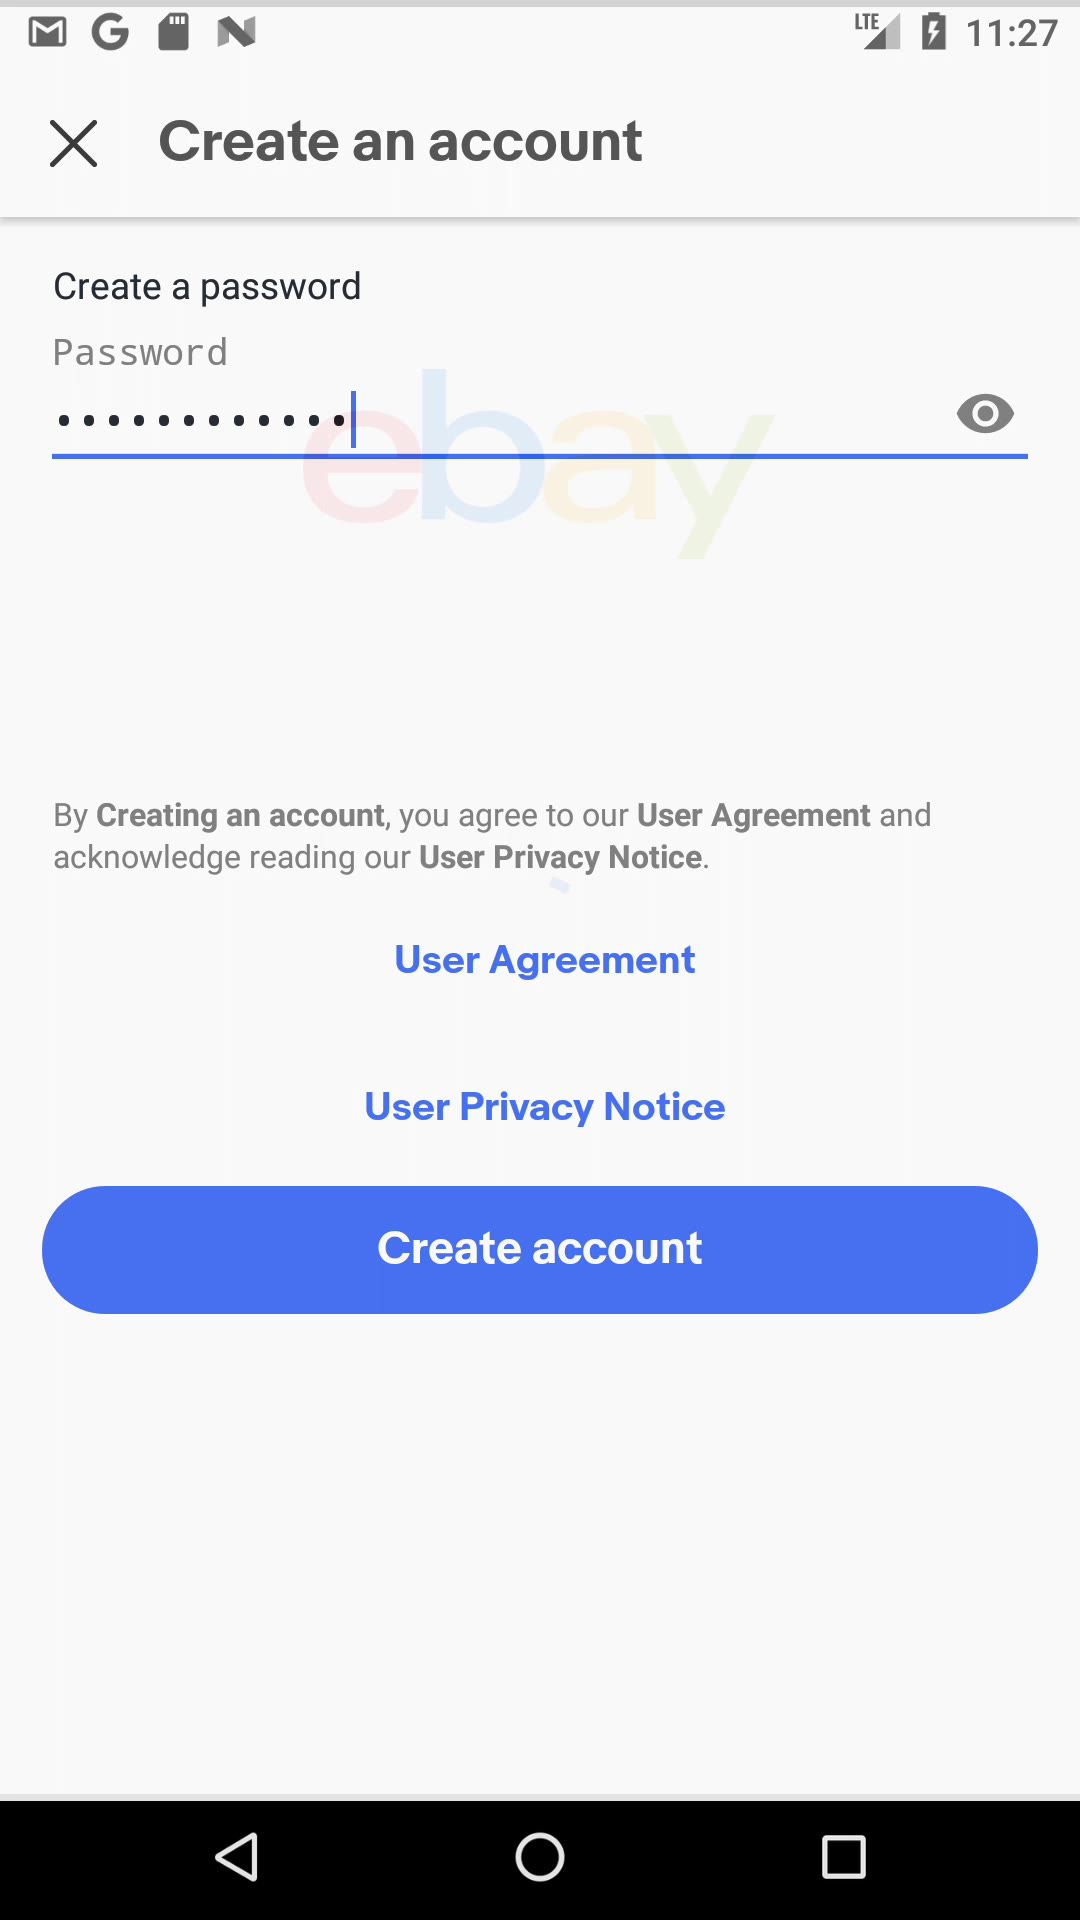 LTE 11:27
Create an account
Create a password
Password
••••••••••••
ebay
By Creating an account, you agree to our User Agreement and
acknowledge reading our User Privacy Notice.
User Agreement
User Privacy Notice
Create account